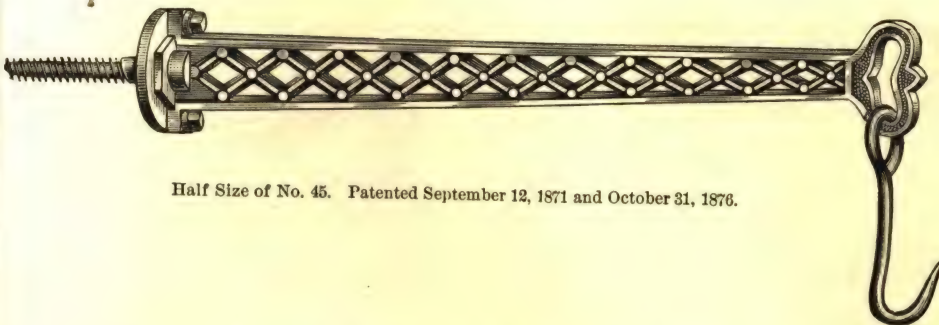 Half Size of No. 45. Patented September 12, 1871 and October 31, 1876.